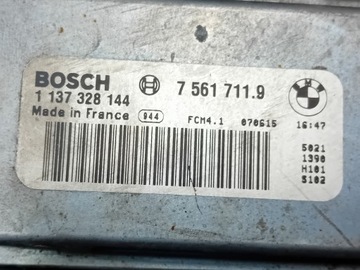 BOSCH 7 561 711.9 BMW
1 137 328 144
Made in France 944 FCM4.1 070615 16:47
5021
1390
H101
S102